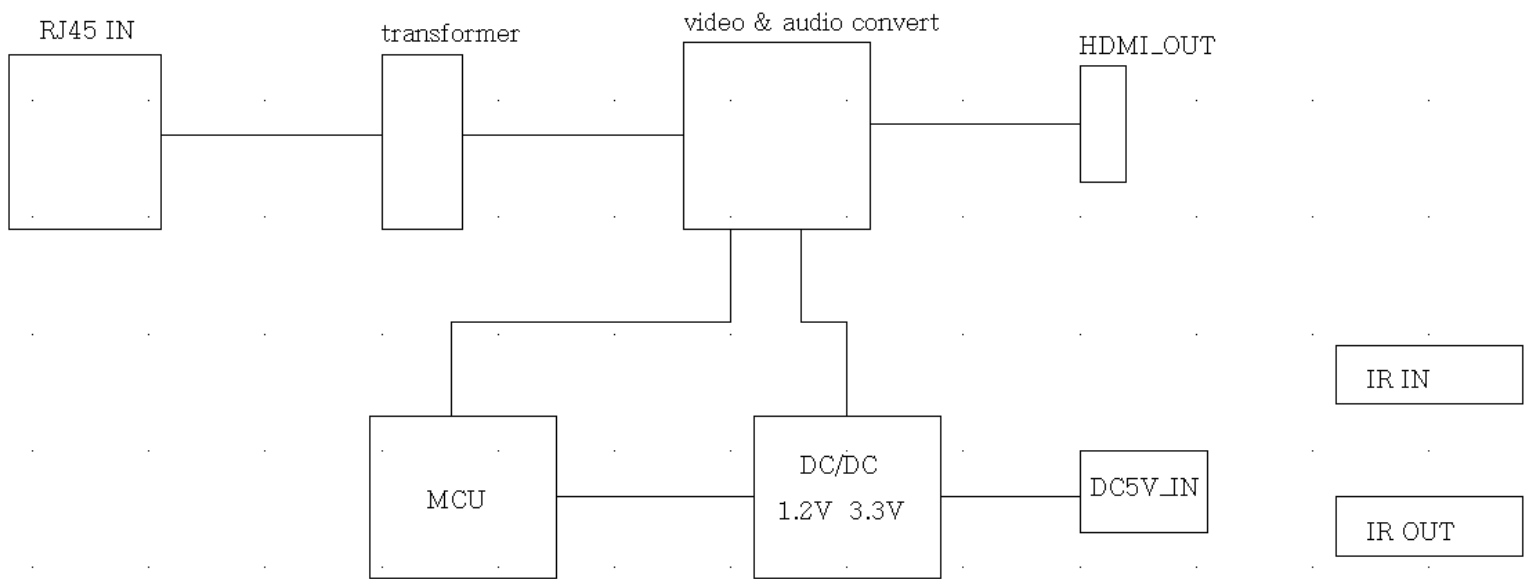 RJ45 IN
transformer
video & audio convert
HDMI_OUT
IR IN
MCU
DC/DC
1.2V 3.3V
DC5V_IN
IR OUT